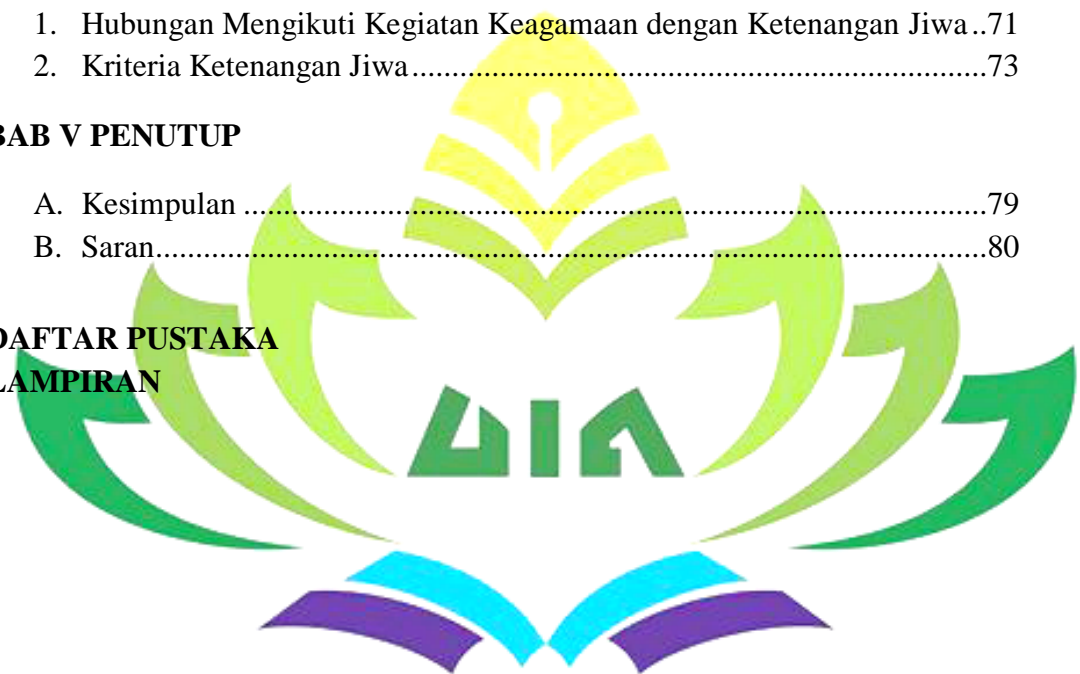 1. Hubungan Mengikuti Kegiatan Keagamaan dengan Ketenangan Jiwa..71
2. Kriteria Ketenangan Jiwa..........................................................................73
BAB V PENUTUP
A. Kesimpulan ...............................................................................................79
B. Saran..........................................................................................................80
DAFTAR PUSTAKA
LAMPIRAN
UIN